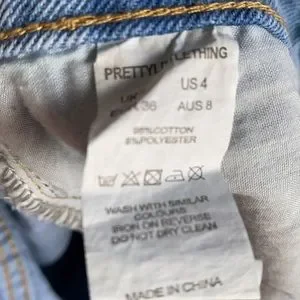 PRETTYLITTLETHING
UK US 4
36 AUS 8
95%COTTON
5%POLYESTER
WASH WITH SIMILAR
COLOURS
IRON ON REVERSE
DO NOT DRY CLEAN
MADE IN CHINA